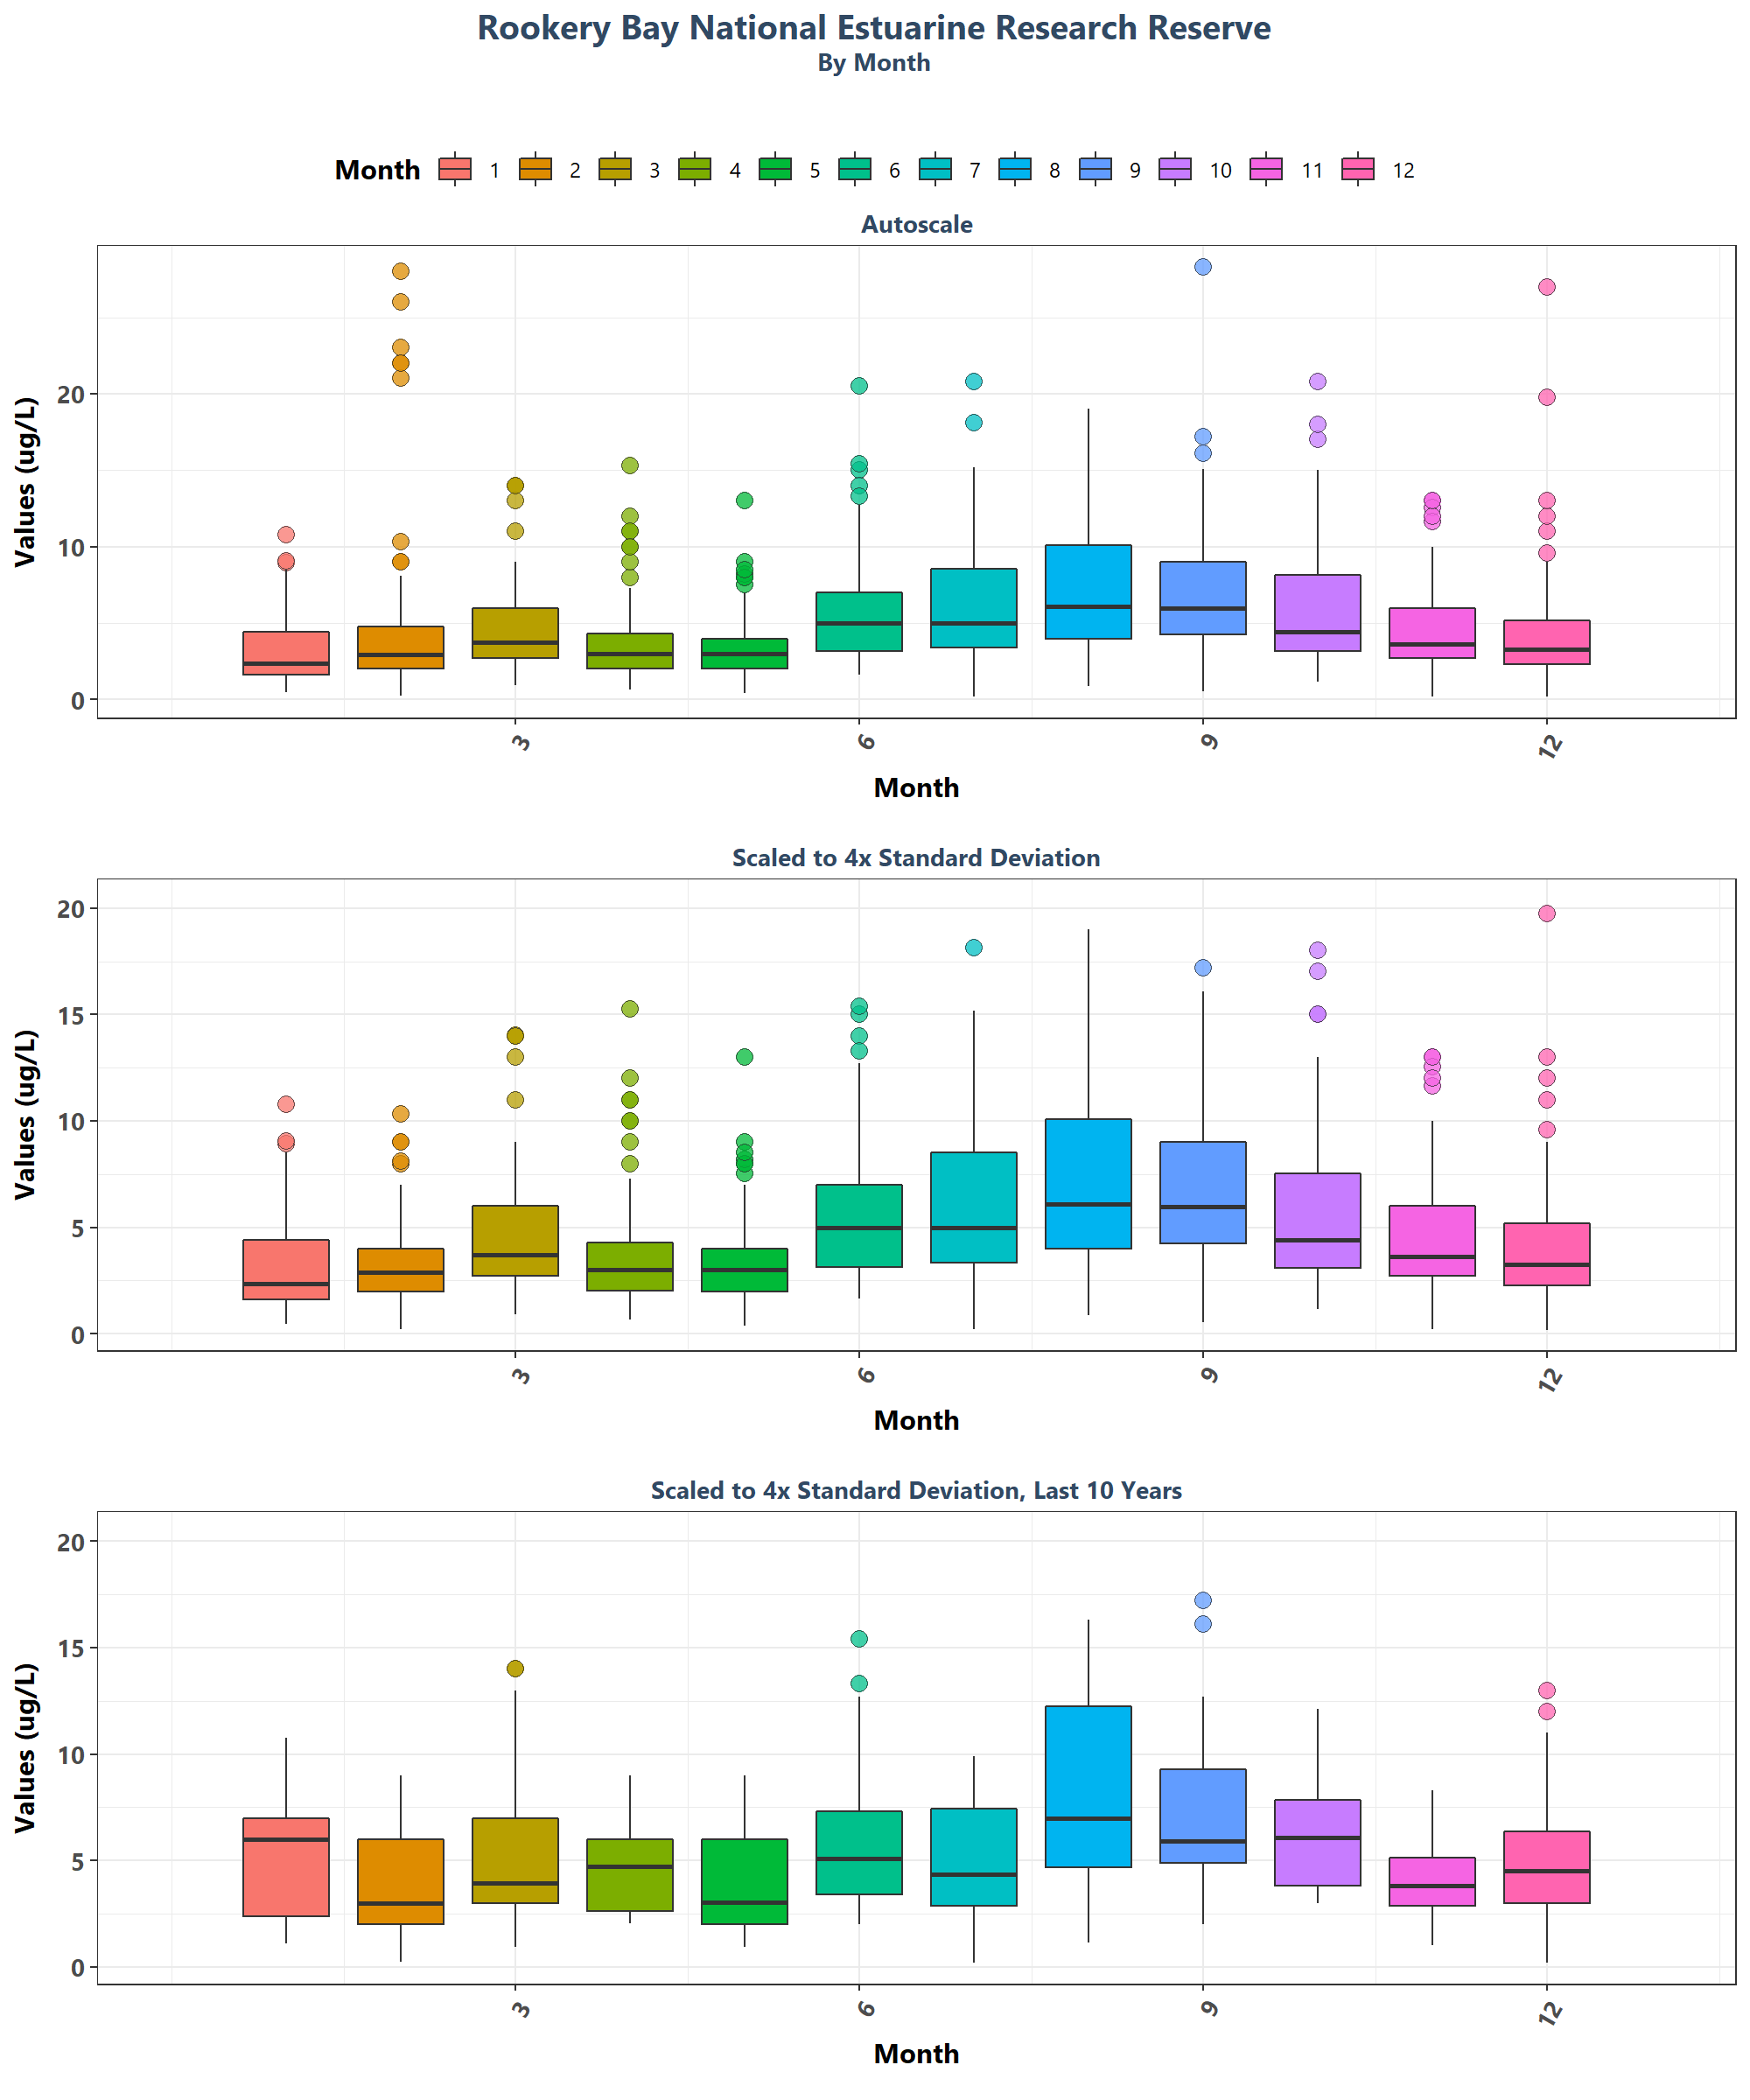 Rookery Bay National Estuarine Research Reserve
By Month
Month 1 2 3 4 5 6 7 8 9 10 11 12
Autoscale
Values (ug/L)
20
10
0
3 6 9 12
Month
Scaled to 4x Standard Deviation
Values (ug/L)
20
15
10
5
0
3 6 9 12
Month
Scaled to 4x Standard Deviation, Last 10 Years
Values (ug/L)
20
15
10
5
0
3 6 9 12
Month